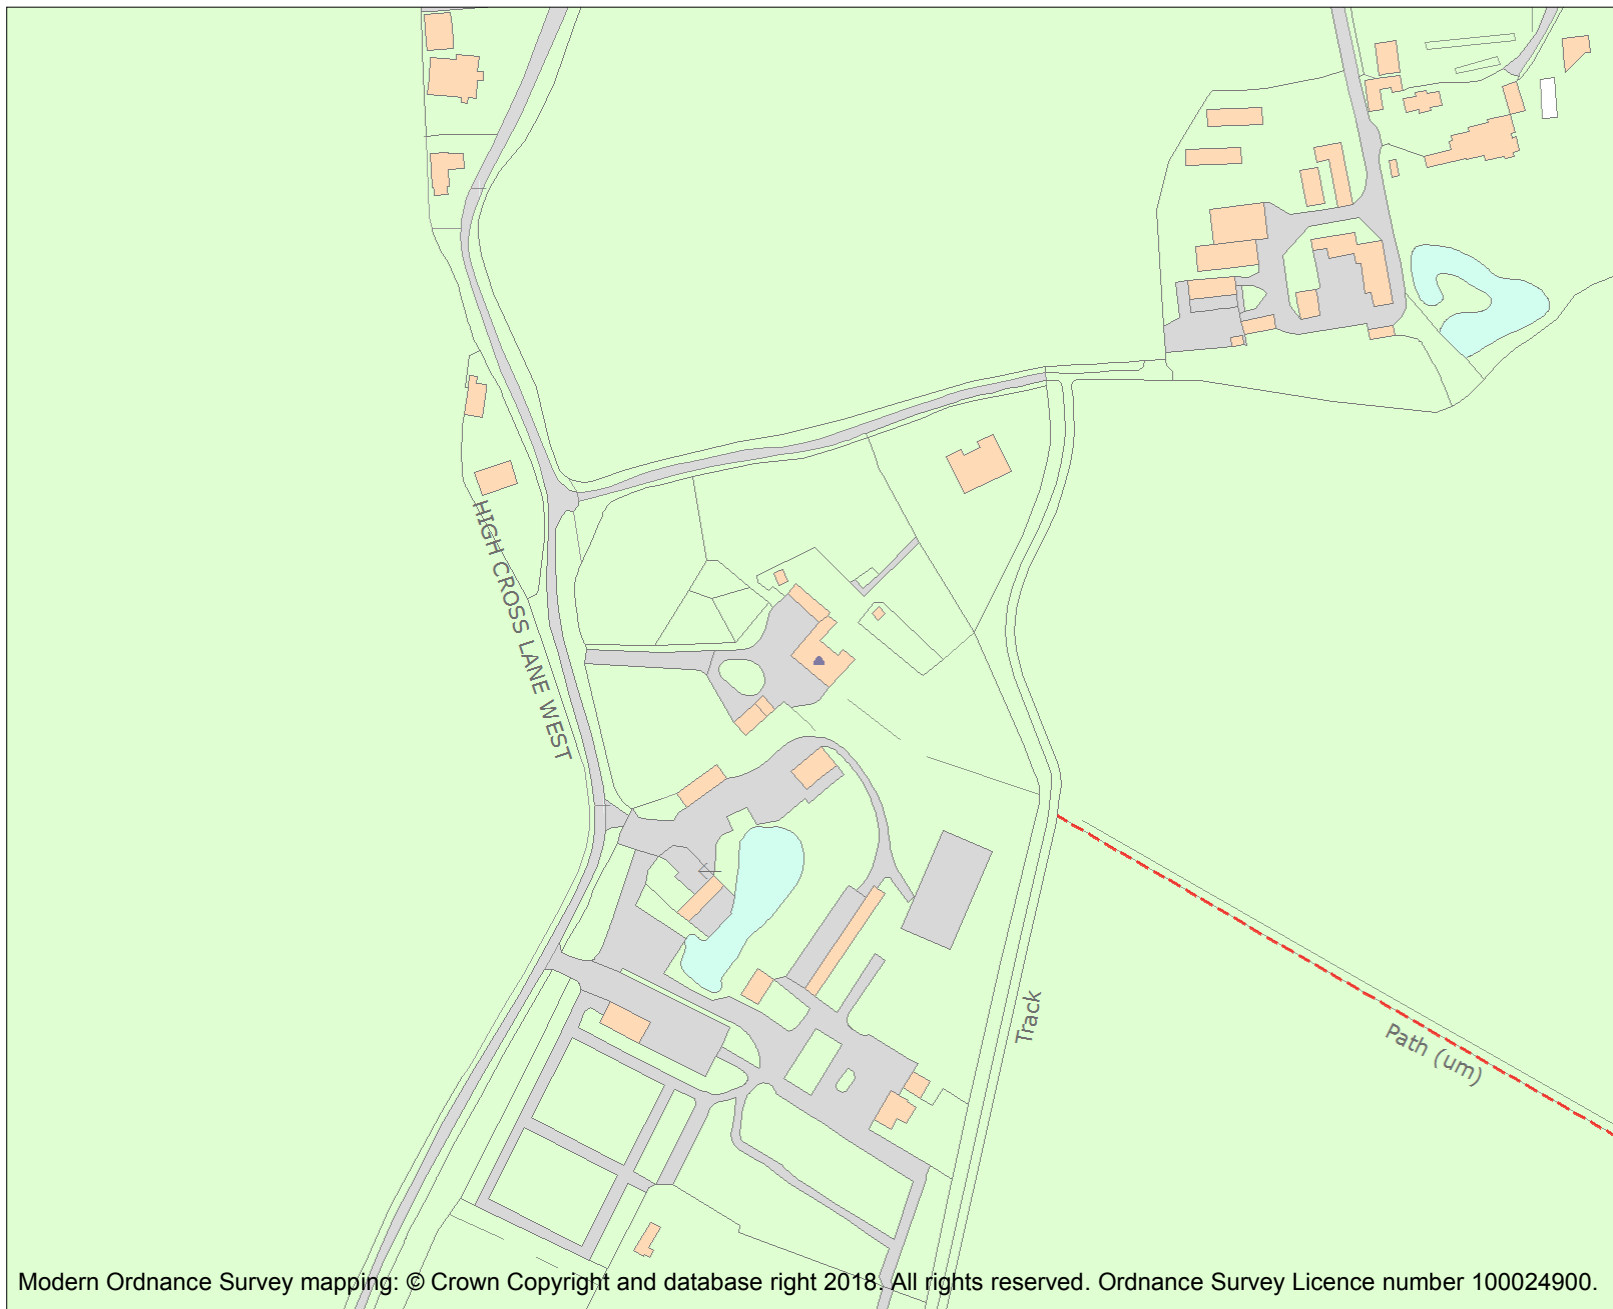 HIGH CROSS LANE WEST
Track
Path (um)
Modern Ordnance Survey mapping: © Crown Copyright and database right 2018. All rights reserved. Ordnance Survey Licence number 100024900.